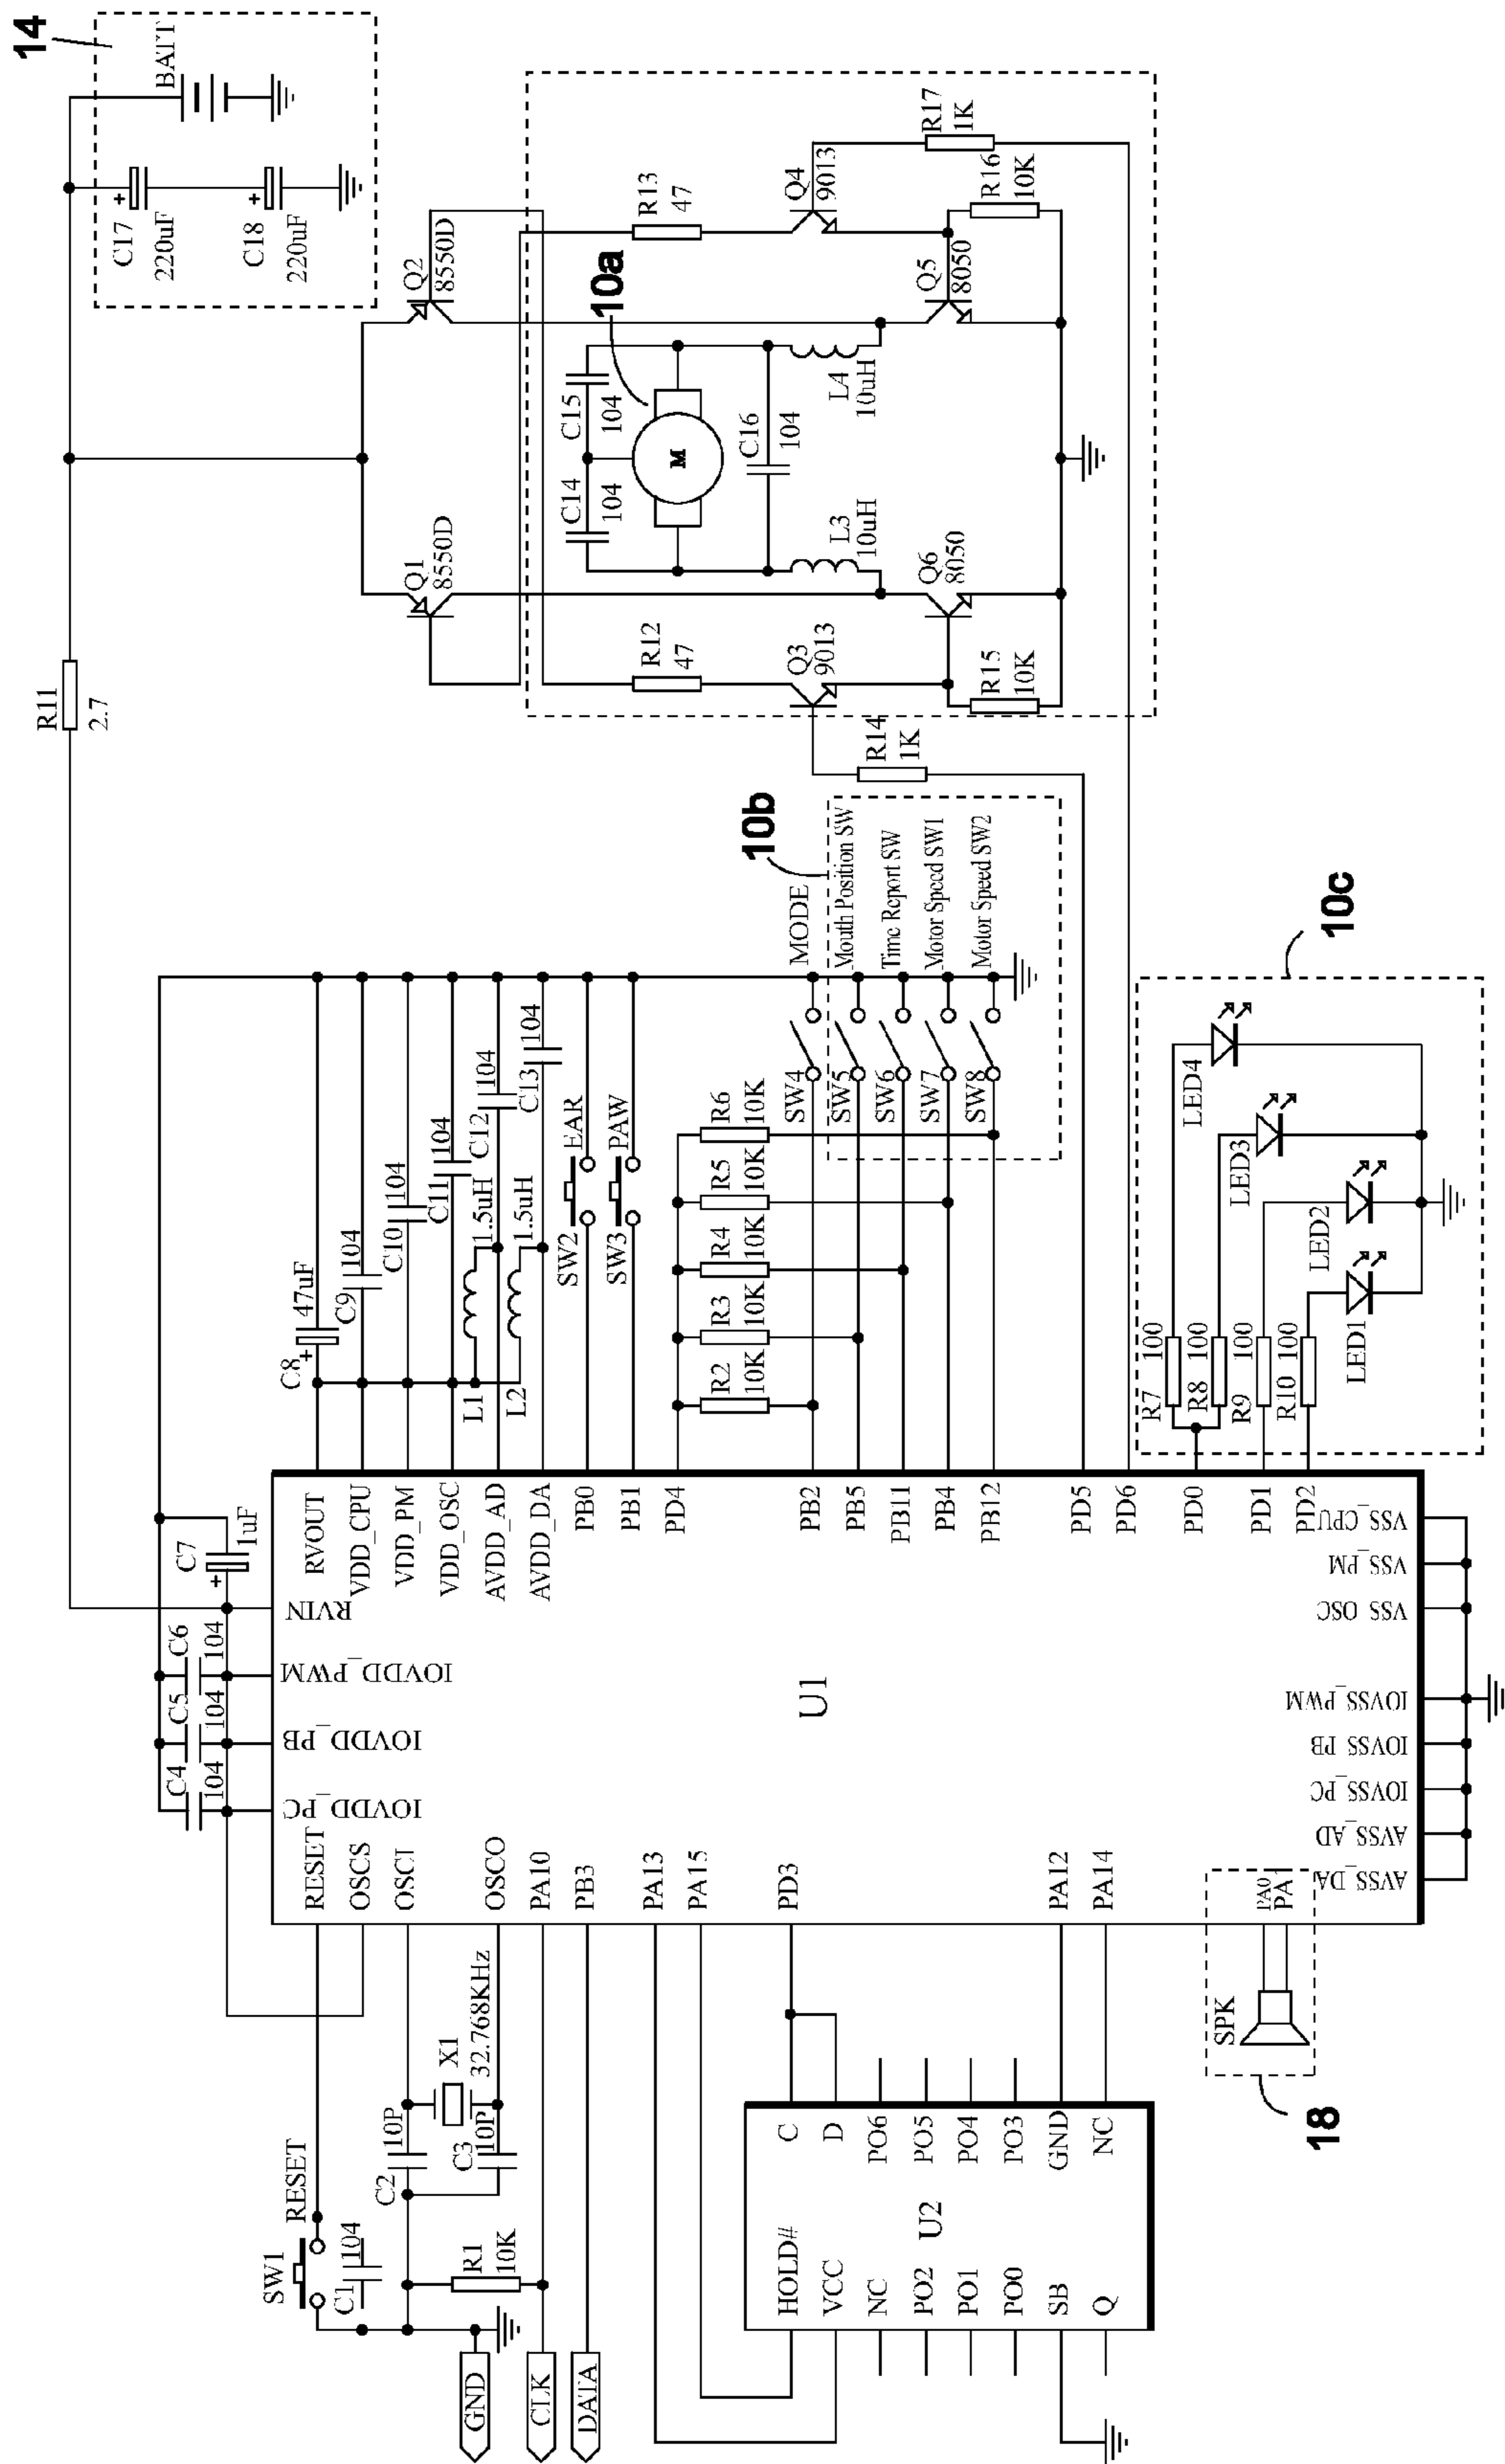 14
BATT
C17
220uF
C18
220uF
R11
2.7
Q1
8550D
Q2
8550D
10a
C14
104
C15
104
M
C16
104
L3
10uH
L4
10uH
R12
47
R13
47
Q3
9013
Q4
9013
Q6
8050
Q5
8050
R15
10K
R16
10K
R14
1K
R17
1K
10b
MODE
Mouth Position SW
Time Report SW
Motor Speed SW1
Motor Speed SW2
SW4
SW5
SW6
SW7
SW8
C8
47uF
C9
104
C10
104
C11
104
L1
1.5uH
C12
104
L2
1.5uH
C13
104
SW2
EAR
SW3
PAW
R2
10K
R3
10K
R4
10K
R5
10K
R6
10K
10c
R7
100
R8
100
R9
100
R10
100
LED1
LED2
LED3
LED4
C4
104
C5
104
C6
104
C7
1uF
U1
IOVDD_PC
IOVDD_PB
IOVDD_PWM
RVIN
RVOUT
VDD_CPU
VDD_PM
VDD_OSC
AVDD_AD
AVDD_DA
PB0
PB1
PD4
PB2
PB5
PB11
PB4
PB12
PD5
PD6
PD0
PD1
PD2
RESET
OSCS
OSCI
OSCO
PA10
PB3
PA13
PA15
PD3
PA12
PA14
PA0
PA1
AVSS_DA
AVSS_AD
IOVSS_PC
IOVSS_PB
IOVSS_PWM
VSS_OSC
VSS_PM
VSS_CPU
SW1
RESET
C1
104
C2
10P
X1
32.768KHz
C3
10P
R1
10K
GND
CLK
DATA
U2
HOLD#
VCC
NC
PO2
PO1
PO0
SB
Q
C
D
PO6
PO5
PO4
PO3
GND
NC
SPK
18